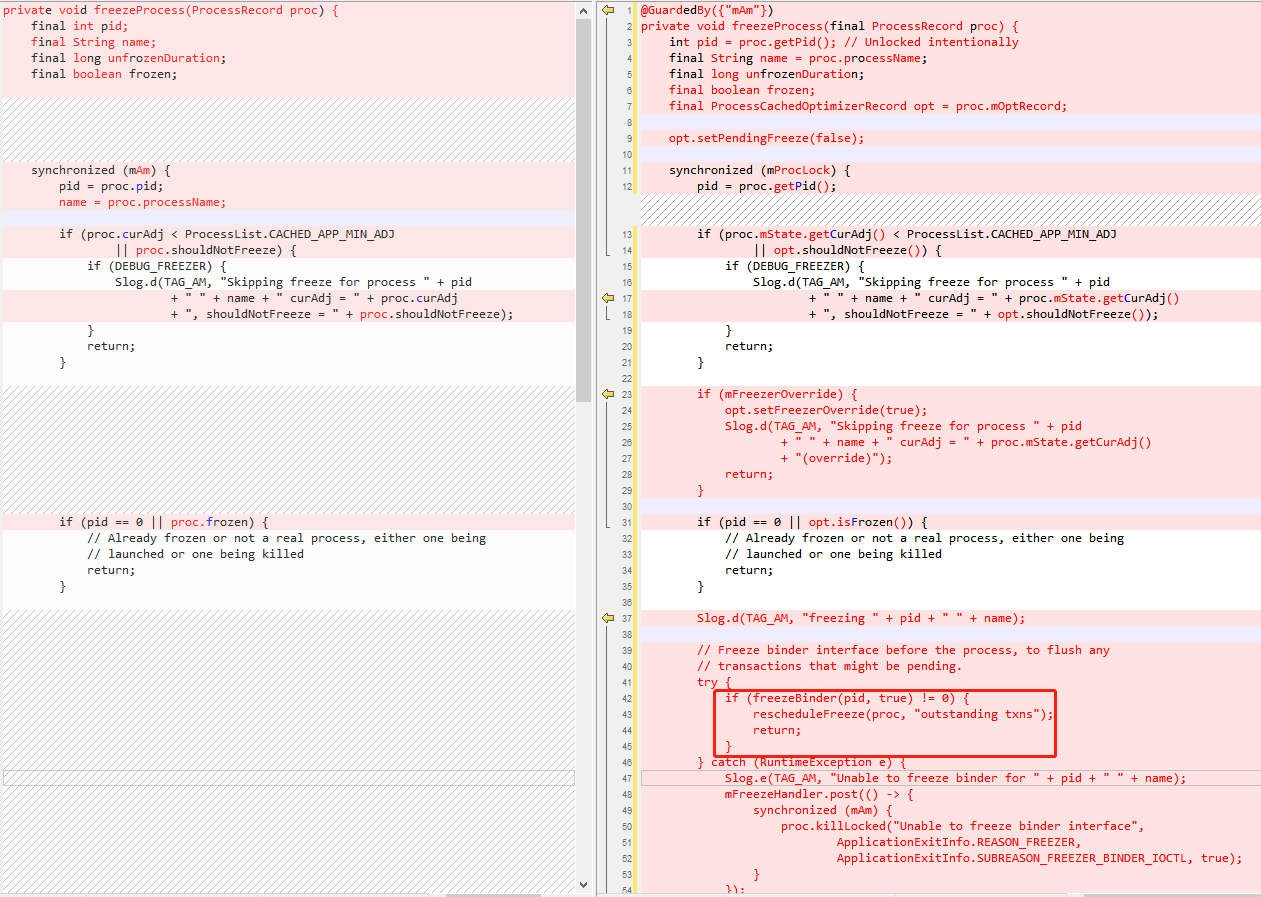 private void freezeProcess(ProcessRecord proc) {
    final int pid;
    final String name;
    final long unfrozenDuration;
    final boolean frozen;
    synchronized (mAm) {
        pid = proc.pid;
        name = proc.processName;
        if (proc.curAdj < ProcessList.CACHED_APP_MIN_ADJ
                || proc.shouldNotFreeze) {
            if (DEBUG_FREEZER) {
                Slog.d(TAG_AM, "Skipping freeze for process " + pid
                        + " " + name + " curAdj = " + proc.curAdj
                        + ", shouldNotFreeze = " + proc.shouldNotFreeze);
            }
            return;
        }
        if (pid == 0 || proc.frozen) {
            // Already frozen or not a real process, either one being
            // launched or one being killed
            return;
        }
1 @GuardedBy({"mAm"})
2 private void freezeProcess(final ProcessRecord proc) {
3     int pid = proc.getPid(); // Unlocked intentionally
4     final String name = proc.processName;
5     final long unfrozenDuration;
6     final boolean frozen;
7     final ProcessCachedOptimizerRecord opt = proc.mOptRecord;
8
9     opt.setPendingFreeze(false);
10
11     synchronized (mProcLock) {
12         pid = proc.getPid();
13         if (proc.mState.getCurAdj() < ProcessList.CACHED_APP_MIN_ADJ
14                 || opt.shouldNotFreeze()) {
15             if (DEBUG_FREEZER) {
16                 Slog.d(TAG_AM, "Skipping freeze for process " + pid
17                         + " " + name + " curAdj = " + proc.mState.getCurAdj()
18                         + ", shouldNotFreeze = " + opt.shouldNotFreeze());
19             }
20             return;
21         }
22
23         if (mFreezerOverride) {
24             opt.setFreezerOverride(true);
25             Slog.d(TAG_AM, "Skipping freeze for process " + pid
26                     + " " + name + " curAdj = " + proc.mState.getCurAdj()
27                     + "(override)");
28             return;
29         }
30
31         if (pid == 0 || opt.isFrozen()) {
32             // Already frozen or not a real process, either one being
33             // launched or one being killed
34             return;
35         }
36
37         Slog.d(TAG_AM, "freezing " + pid + " " + name);
38
39         // Freeze binder interface before the process, to flush any
40         // transactions that might be pending.
41         try {
42             if (freezeBinder(pid, true) != 0) {
43                 rescheduleFreeze(proc, "outstanding txns");
44                 return;
45             }
46         } catch (RuntimeException e) {
47             Slog.e(TAG_AM, "Unable to freeze binder for " + pid + " " + name);
48             mFreezeHandler.post(() -> {
49                 synchronized (mAm) {
50                     proc.killLocked("Unable to freeze binder interface",
51                             ApplicationExitInfo.REASON_FREEZER,
52                             ApplicationExitInfo.SUBREASON_FREEZER_BINDER_IOCTL, true);
53                 }
54             });